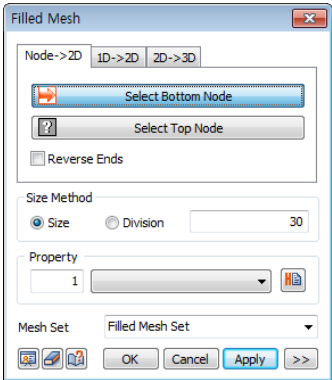 Filled Mesh
Node->2D 1D->2D 2D->3D
Select Bottom Node
? Select Top Node
Reverse Ends
Size Method
Size Division 30
Property
1
Mesh Set Filled Mesh Set
OK Cancel Apply >>